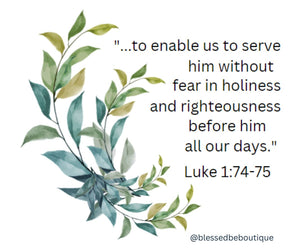 "...to enable us to serve
him without
fear in holiness
and righteousness
before him
all our days."
Luke 1:74-75
@blessedbeboutique